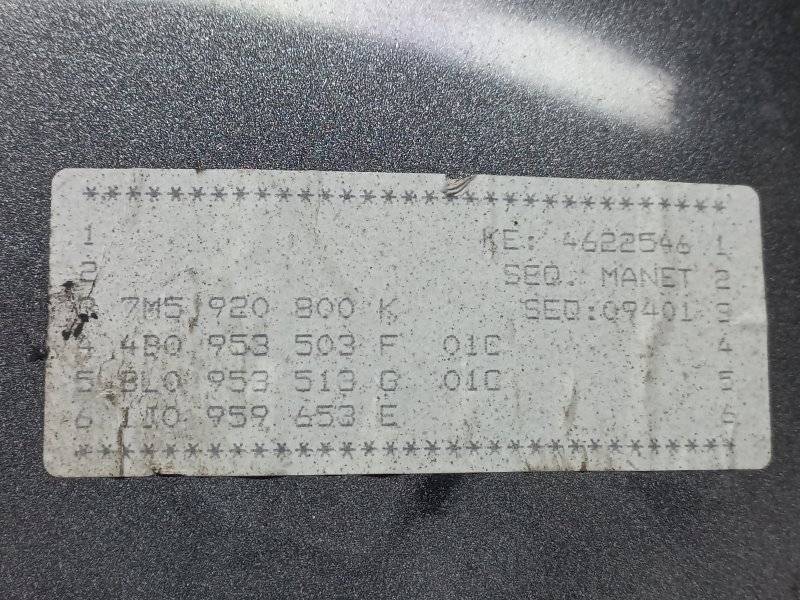 *******************************
1 KE: 4622546 1
2 SEQ. MANET 2
3 7M5 920 800 K SEQ:09401 3
4 4B0 953 503 F 01C 4
5 8L0 953 513 G 01C 5
6 1J0 959 653 E 6
*******************************